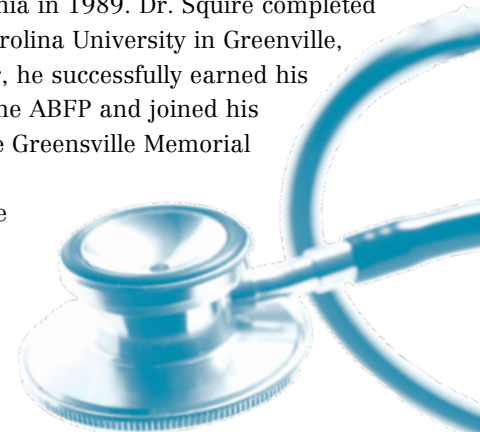 nia in 1989. Dr. Squire completed
rolina University in Greenville,
, he successfully earned his
ne ABFP and joined his
e Greensville Memorial
e